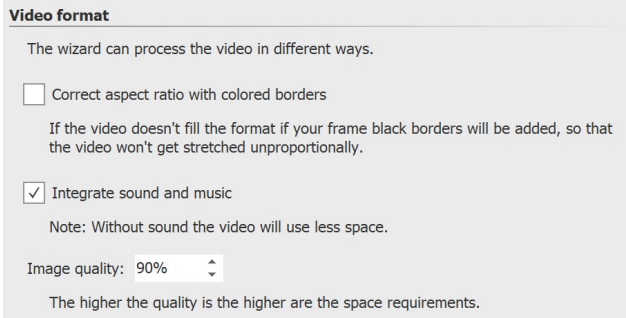 Video format
The wizard can process the video in different ways.
Correct aspect ratio with colored borders
If the video doesn't fill the format if your frame black borders will be added, so that
the video won't get stretched unproportionally.
Integrate sound and music
Note: Without sound the video will use less space.
Image quality: 90%
The higher the quality is the higher are the space requirements.